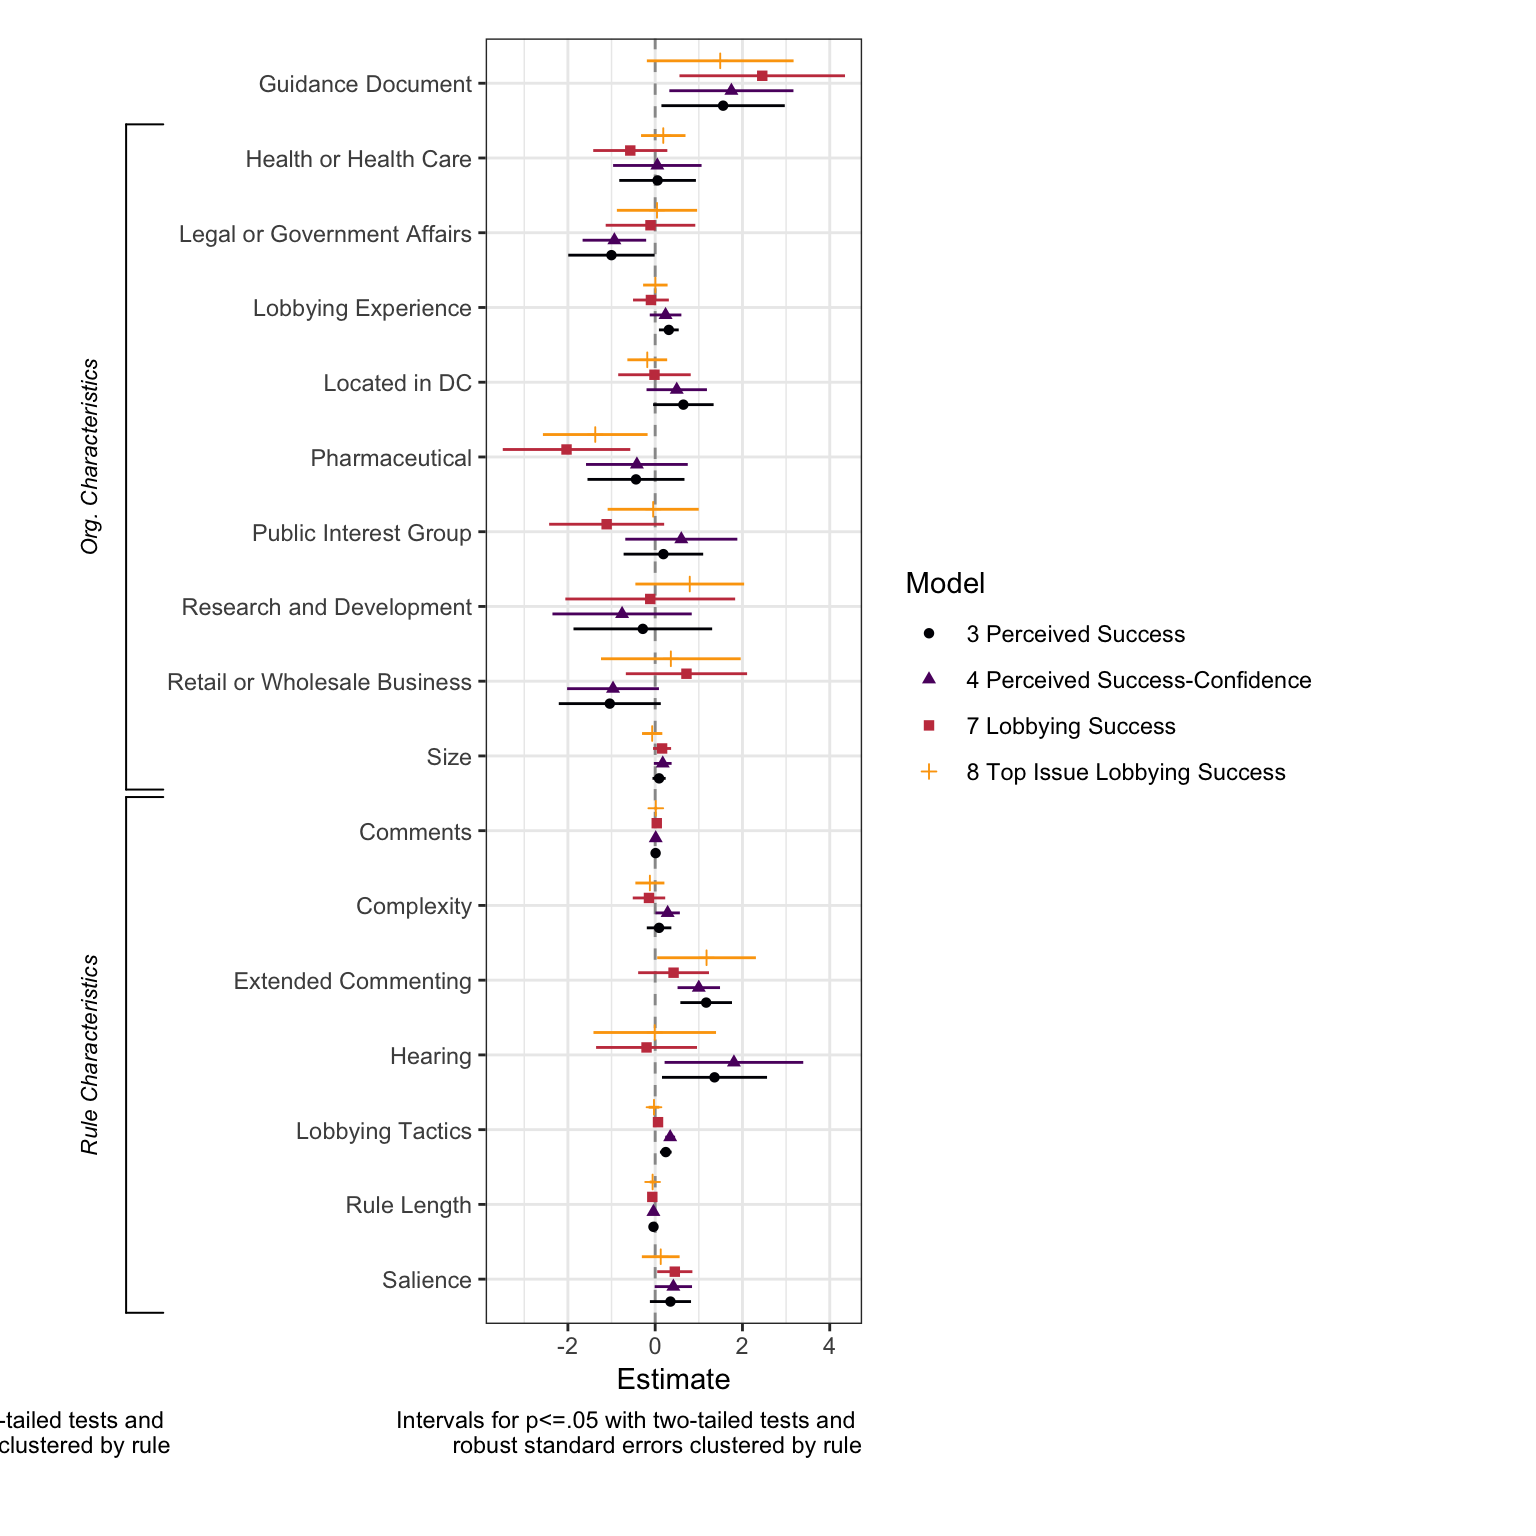 Guidance Document
Health or Health Care
Legal or Government Affairs
Lobbying Experience
Located in DC
Pharmaceutical
Public Interest Group
Research and Development
Retail or Wholesale Business
Size
Comments
Complexity
Extended Commenting
Hearing
Lobbying Tactics
Rule Length
Salience
Org. Characteristics
Rule Characteristics
-2 0 2 4
Estimate
Model
3 Perceived Success
4 Perceived Success-Confidence
7 Lobbying Success
8 Top Issue Lobbying Success
-tailed tests and
clustered by rule
Intervals for p<=.05 with two-tailed tests and
robust standard errors clustered by rule